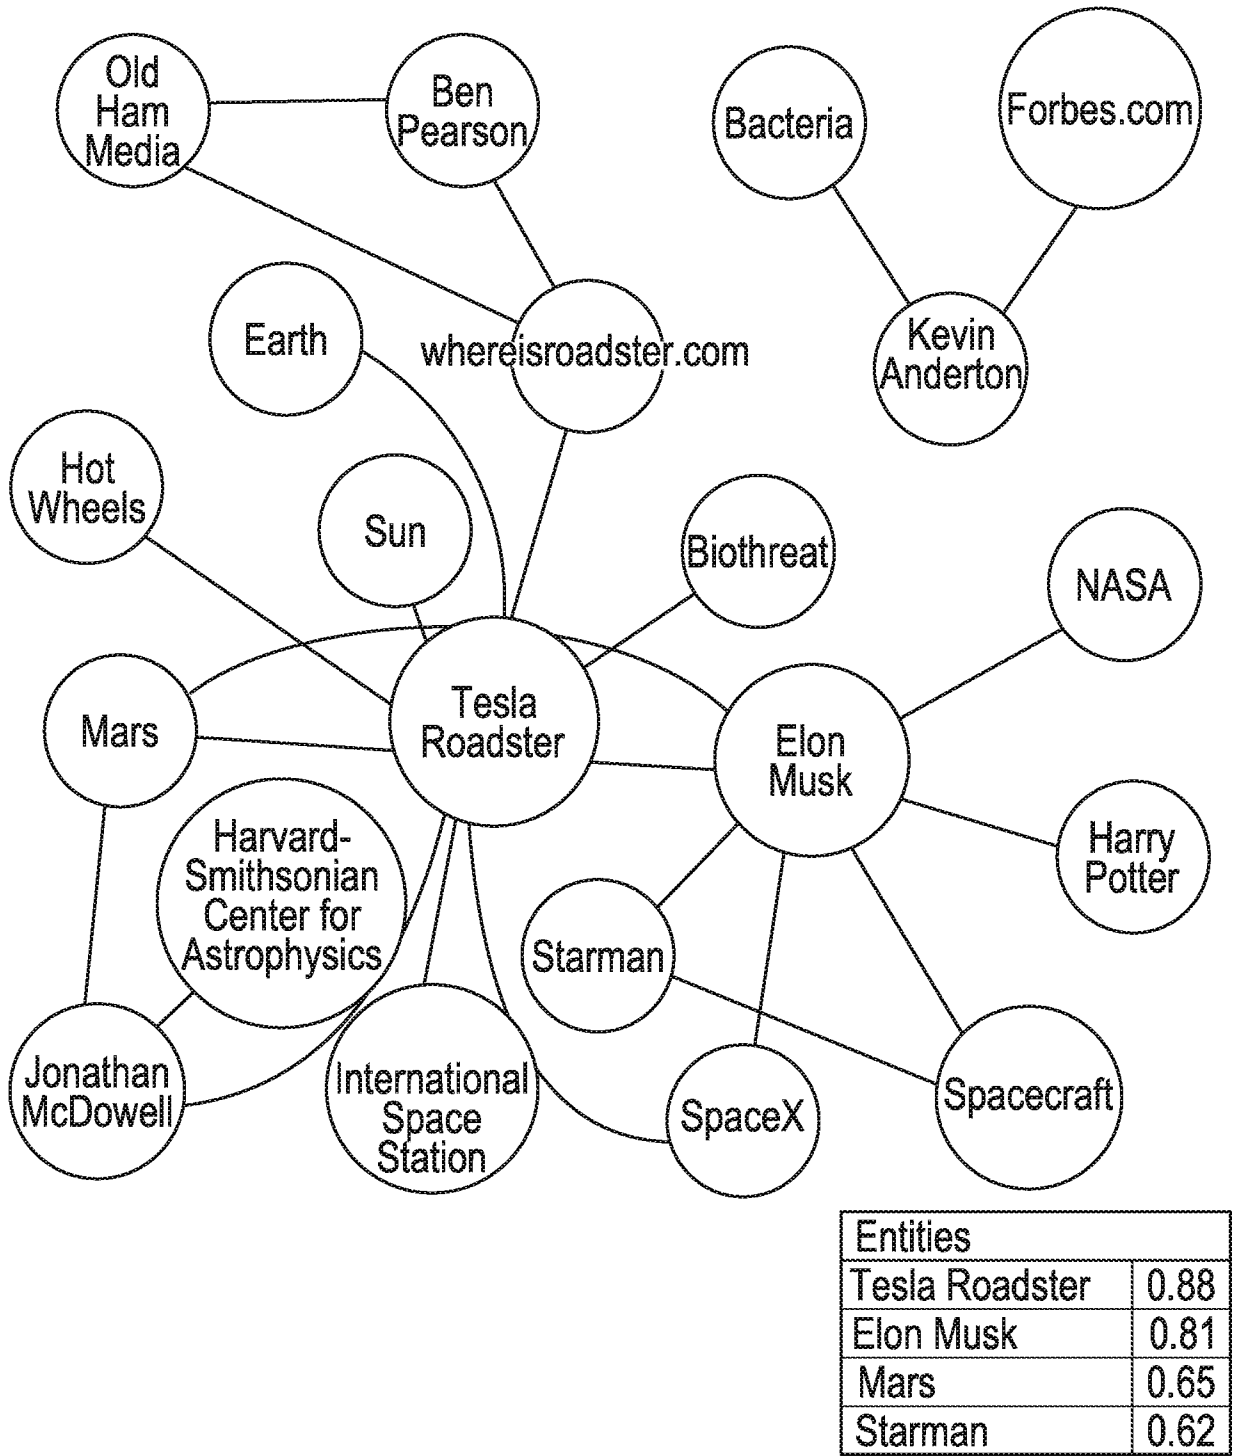 Old
Ham
Media
Ben
Pearson
Bacteria
Forbes.com
Earth
whereisroadster.com
Kevin
Anderton
Hot
Wheels
Sun
Biothreat
NASA
Mars
Tesla
Roadster
Elon
Musk
Harvard-
Smithsonian
Center for
Astrophysics
Harry
Potter
Starman
Jonathan
McDowell
International
Space
Station
SpaceX
Spacecraft
Entities
Tesla Roadster 0.88
Elon Musk 0.81
Mars 0.65
Starman 0.62